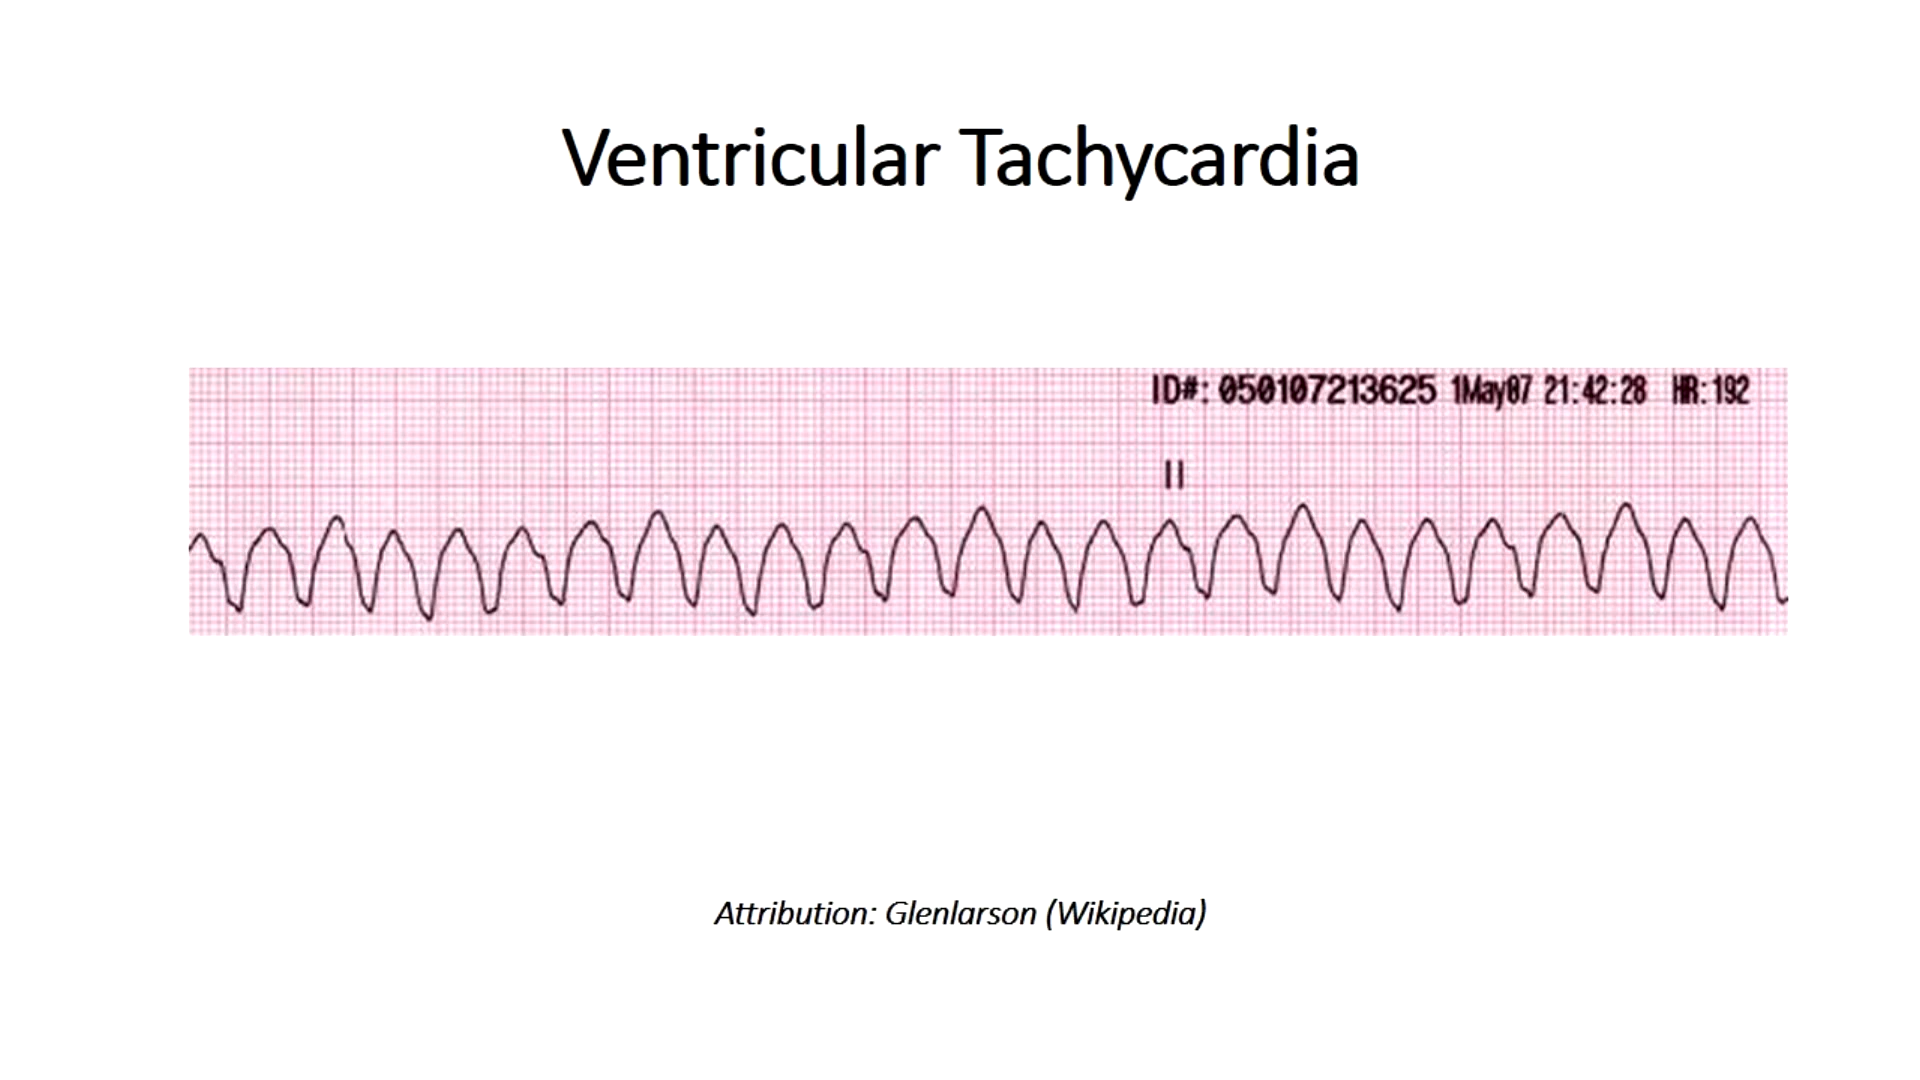 Ventricular Tachycardia
ID#: 050107213625 1May07 21:42:28 HR:192
II
Attribution: Glenlarson (Wikipedia)